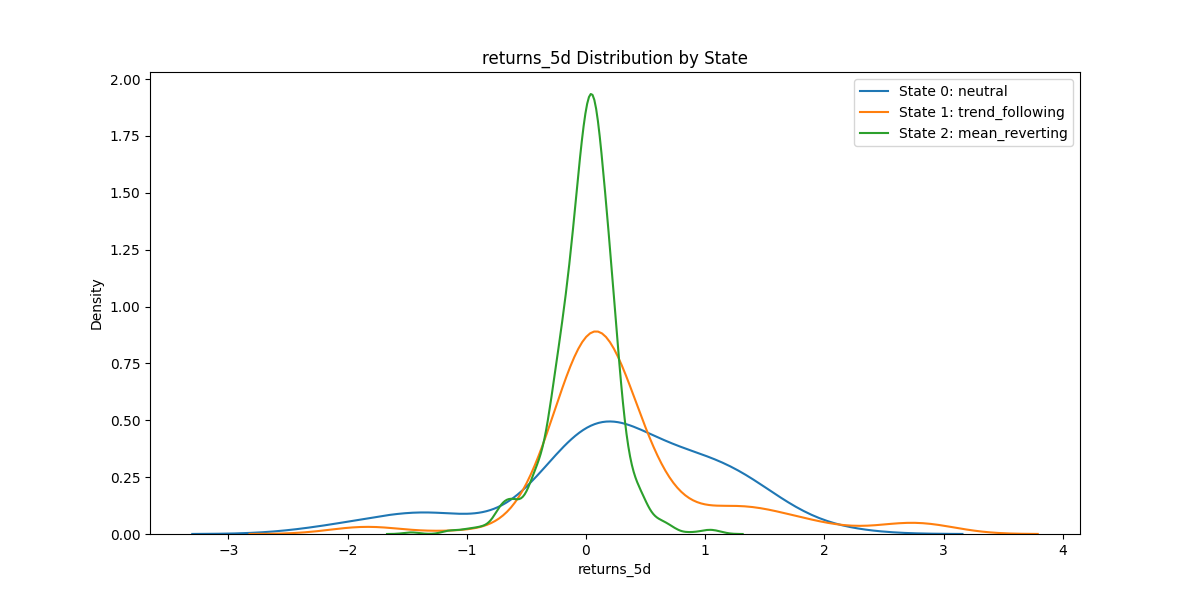 returns_5d Distribution by State
State 0: neutral
State 1: trend_following
State 2: mean_reverting
Density
2.00
1.75
1.50
1.25
1.00
0.75
0.50
0.25
0.00
−3
−2
−1
0
1
2
3
4
returns_5d